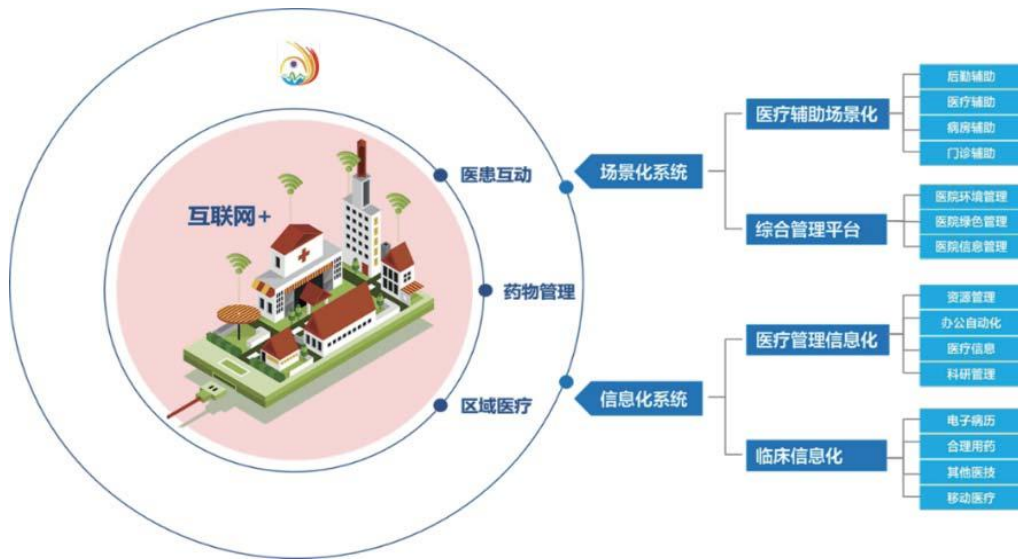 互联网+
医患互动
药物管理
区域医疗
场景化系统
医疗辅助场景化
后勤辅助
医疗辅助
病房辅助
门诊辅助
综合管理平台
医院环境管理
医院绿色管理
医院信息管理
信息化系统
医疗管理信息化
资源管理
办公自动化
医疗信息
科研管理
临床信息化
电子病历
合理用药
其他医技
移动医疗